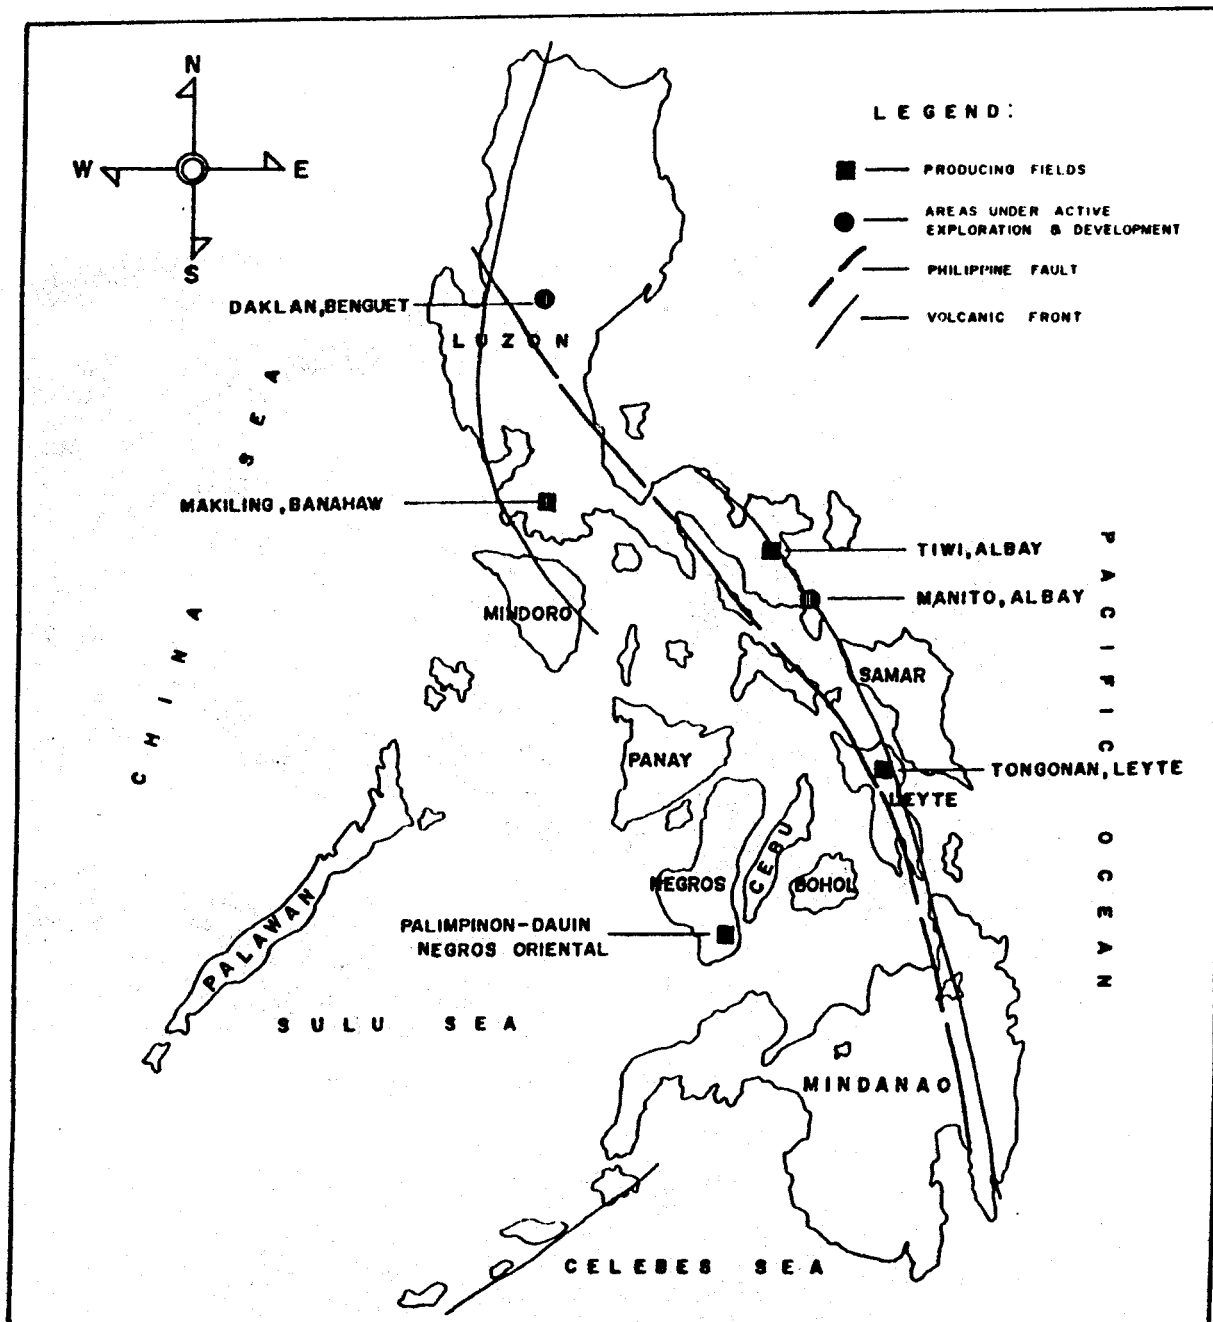 N
W E
S
LEGEND:
PRODUCING FIELDS
AREAS UNDER ACTIVE
EXPLORATION & DEVELOPMENT
PHILIPPINE FAULT
VOLCANIC FRONT
DAKLAN, BENGUET
LUZON
CHINA SEA
MAKILING, BANAHAW
TIWI, ALBAY
MANITO, ALBAY
PACIFIC OCEAN
MINDORO
SAMAR
PANAY
TONGONAN, LEYTE
LEYTE
CEBU
NEGROS
BOHOL
PALAWAN
PALIMPINON-DAUIN
NEGROS ORIENTAL
SULU SEA
MINDANAO
CELEBES SEA